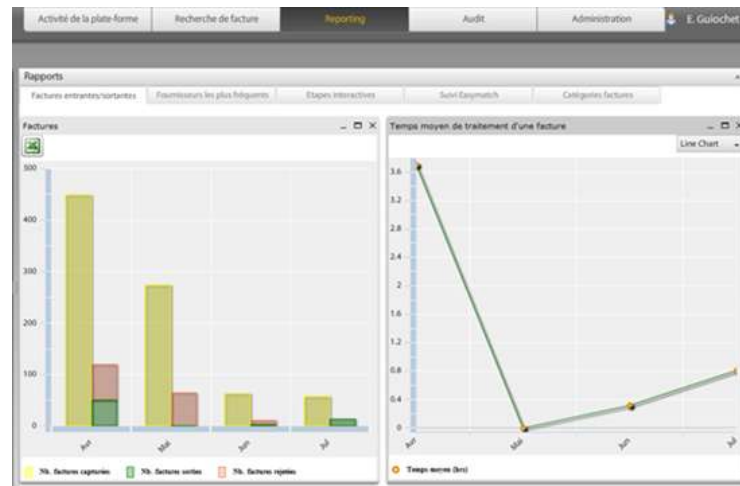 Activité de la plate-forme Recherche de facture Reporting Audit Administration E. Guiochet
Rapports
Factures entrantes/sortantes Fournisseurs les plus fréquents Etapes interactives Suivi Easymatch Catégories factures
Factures
500
400
300
200
100
0
Avr Mai Jun Jul
Nb. factures capturées Nb. factures sorties Nb. factures rejetées
Temps moyen de traitement d'une facture
Line Chart
3.6
3.2
2.8
2.4
2
1.6
1.2
0.8
0.4
0
Avr Mai Jun Jul
Temps moyen (hrs)